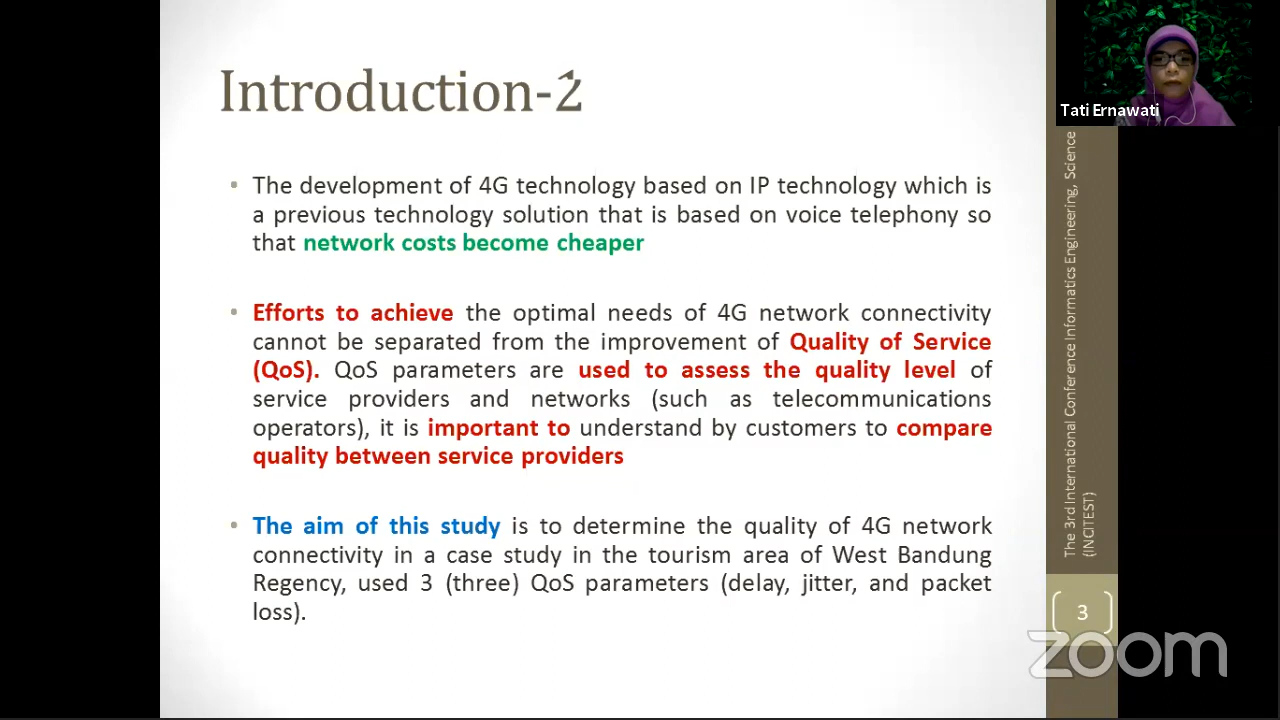 Introduction-2
Tati Ernawati
• The development of 4G technology based on IP technology which is
a previous technology solution that is based on voice telephony so
that network costs become cheaper
• Efforts to achieve the optimal needs of 4G network connectivity
cannot be separated from the improvement of Quality of Service
(QoS). QoS parameters are used to assess the quality level of
service providers and networks (such as telecommunications
operators), it is important to understand by customers to compare
quality between service providers
• The aim of this study is to determine the quality of 4G network
connectivity in a case study in the tourism area of West Bandung
Regency, used 3 (three) QoS parameters (delay, jitter, and packet
loss).
The 3rd International Conference Informatics Engineering, Science
(INCITEST)
3
zoom